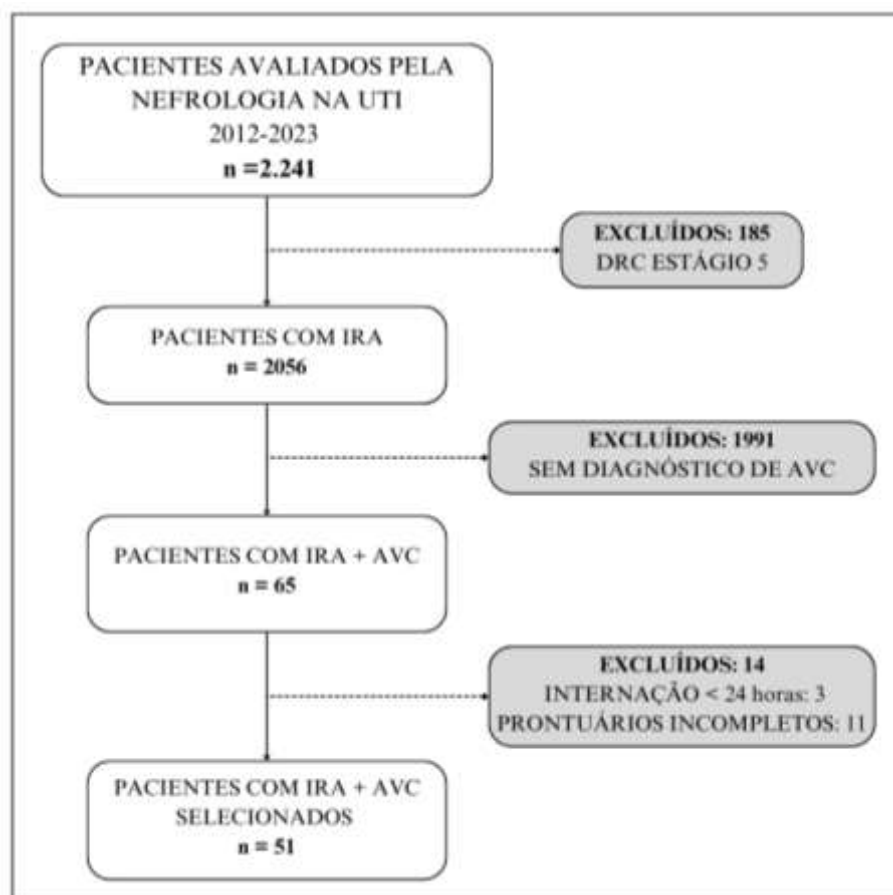 PACIENTES AVALIADOS PELA
NEFROLOGIA NA UTI
2012-2023
n =2.241
EXCLUÍDOS: 185
DRC ESTÁGIO 5
PACIENTES COM IRA
n = 2056
EXCLUÍDOS: 1991
SEM DIAGNÓSTICO DE AVC
PACIENTES COM IRA + AVC
n = 65
EXCLUÍDOS: 14
INTERNAÇÃO < 24 horas: 3
PRONTUÁRIOS INCOMPLETOS: 11
PACIENTES COM IRA + AVC
SELECIONADOS
n = 51